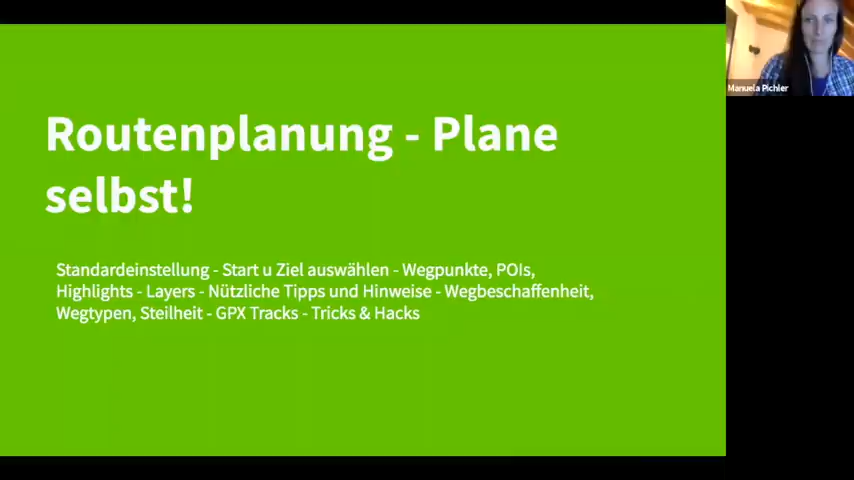 Routenplanung - Plane
selbst!
Standardeinstellung - Start u Ziel auswählen - Wegpunkte, POIs,
Highlights - Layers - Nützliche Tipps und Hinweise - Wegbeschaffenheit,
Wegtypen, Steilheit - GPX Tracks - Tricks & Hacks
Manuela Pichler